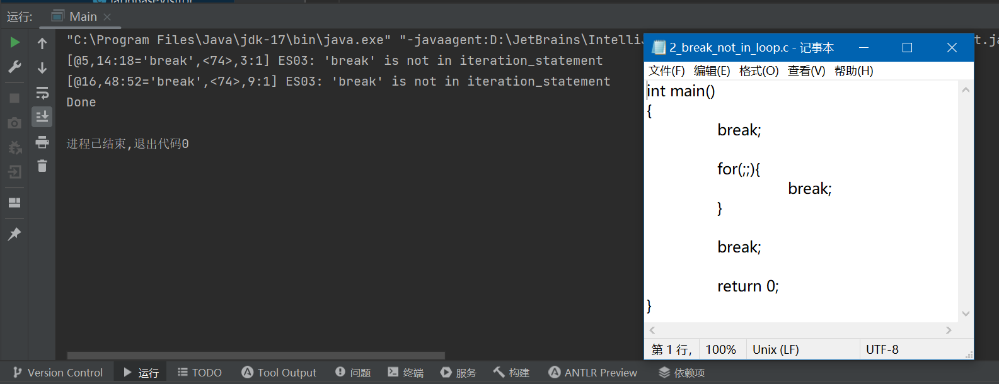 运行:
Main
"C:\Program Files\Java\jdk-17\bin\java.exe" "-javaagent:D:\JetBrains\IntelliJ
[@5,14:18='break',<74>,3:1] ES03: 'break' is not in iteration_statement
[@16,48:52='break',<74>,9:1] ES03: 'break' is not in iteration_statement
Done
进程已结束,退出代码0
2_break_not_in_loop.c - 记事本
文件(F) 编辑(E) 格式(O) 查看(V) 帮助(H)
int main()
{
break;
for(;;){
break;
}
break;
return 0;
}
第 1 行, 100% Unix (LF) UTF-8
Version Control 运行 TODO Tool Output 问题 终端 服务 构建 ANTLR Preview 依赖项